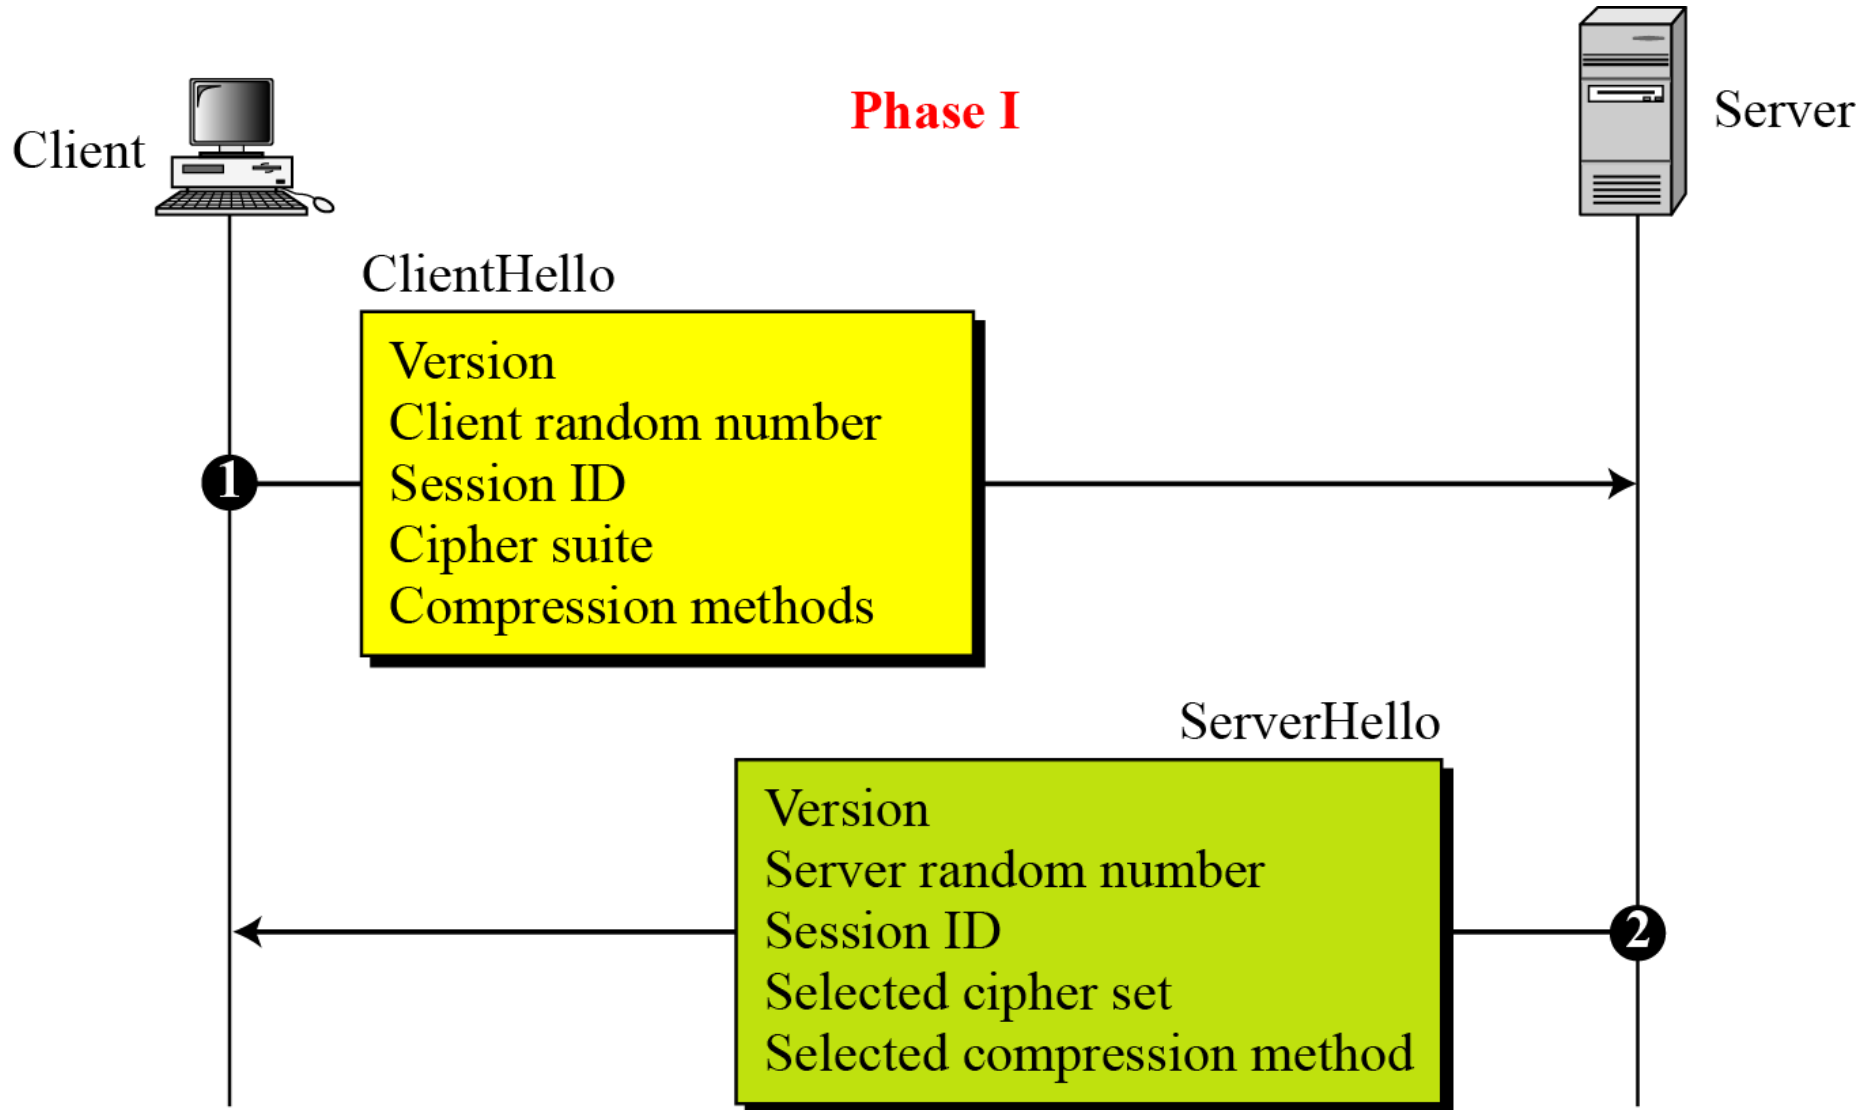 Phase I
Client
Server
ClientHello
Version
Client random number
1
Session ID
Cipher suite
Compression methods
ServerHello
Version
Server random number
Session ID
2
Selected cipher set
Selected compression method